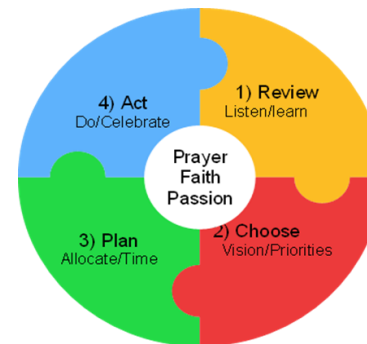 1) Review
Listen/learn
2) Choose
Vision/Priorities
3) Plan
Allocate/Time
4) Act
Do/Celebrate
Prayer
Faith
Passion